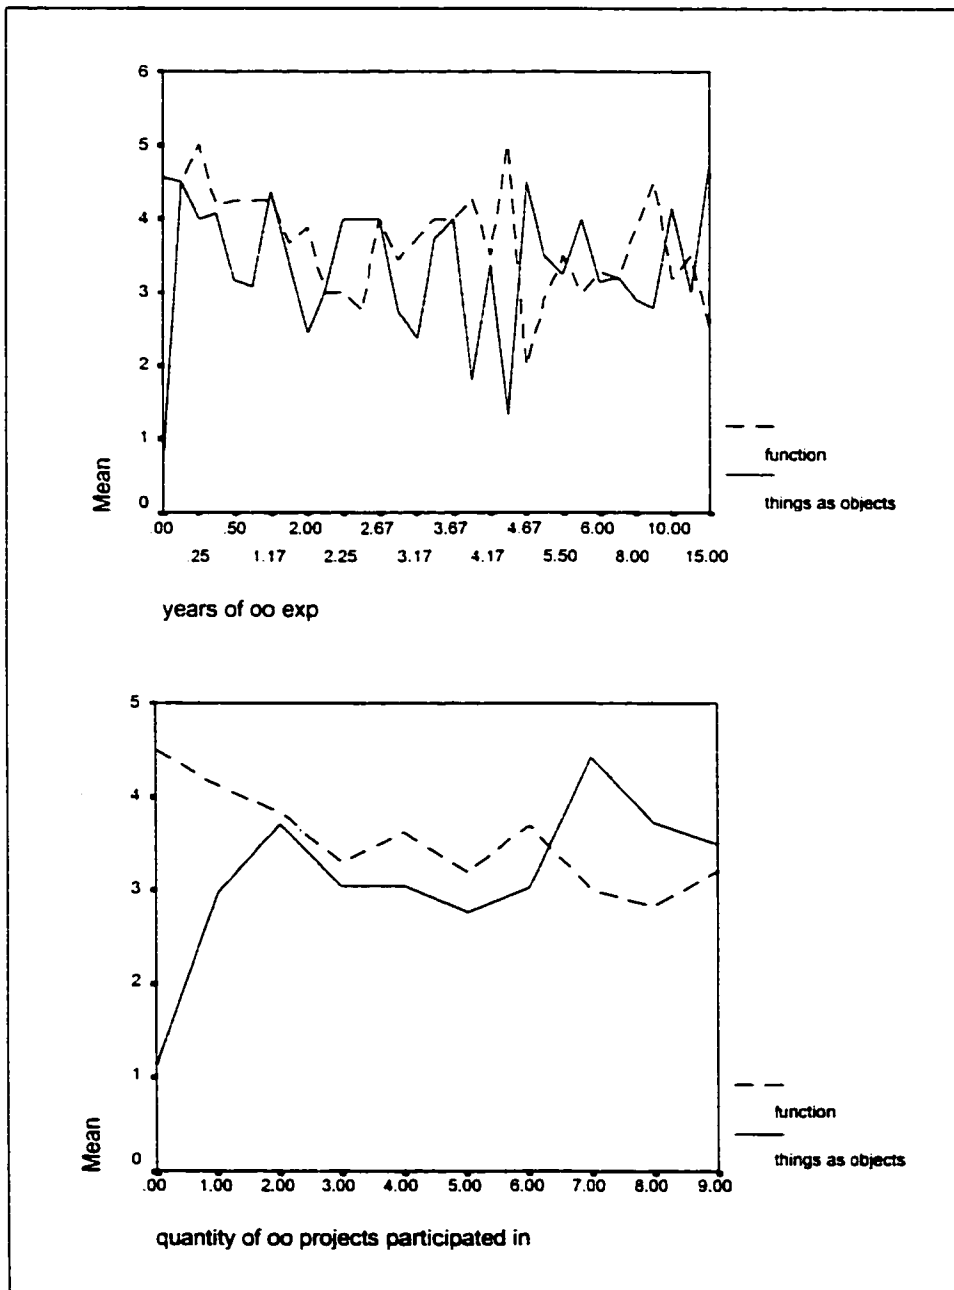 6
5
4
3
2
1
0
Mean
function
things as objects
.00 .50 2.00 2.67 3.67 4.67 6.00 10.00
.25 1.17 2.25 3.17 4.17 5.50 8.00 15.00
years of oo exp
5
4
3
2
1
0
Mean
function
things as objects
.00 1.00 2.00 3.00 4.00 5.00 6.00 7.00 8.00 9.00
quantity of oo projects participated in